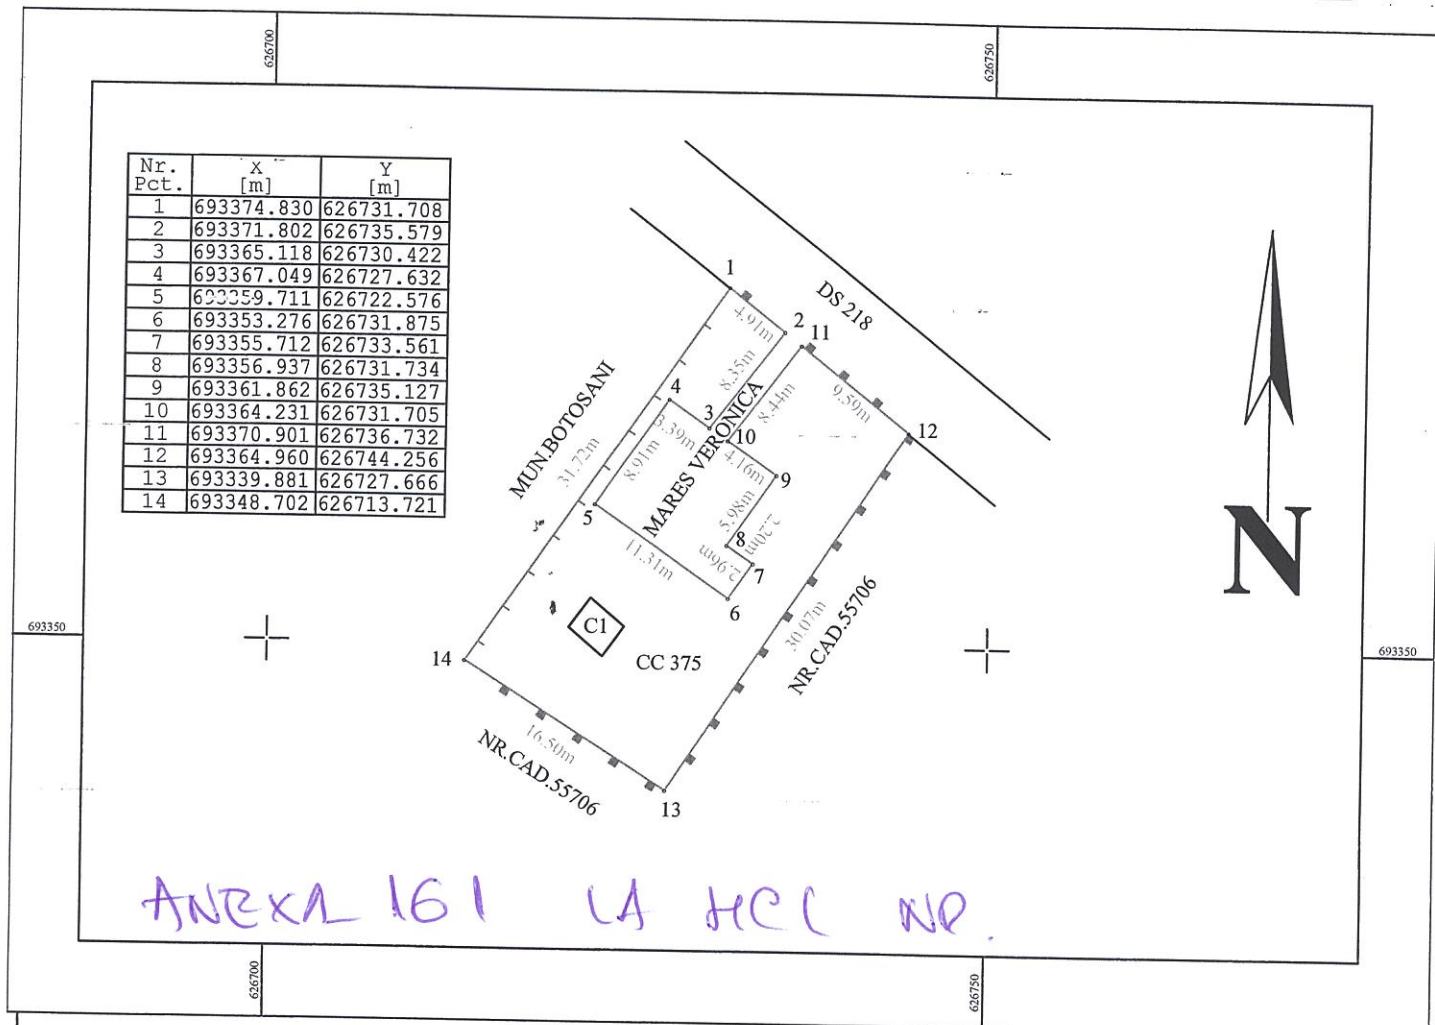 626700
626750
Nr. Pct. X [m] Y [m]
1 693374.830 626731.708
2 693371.802 626735.579
3 693365.118 626730.422
4 693367.049 626727.632
5 693359.711 626722.576
6 693353.276 626731.875
7 693355.712 626733.561
8 693356.937 626731.734
9 693361.862 626735.127
10 693364.231 626731.705
11 693370.901 626736.732
12 693364.960 626744.256
13 693339.881 626727.666
14 693348.702 626713.721
1
4.91m
2
DS 218
11
8.35m
MUN.BOTOSANI
4
8.44m
9.59m
3
3.39m
MARES VERONICA
10
12
31.72m
8.91m
4.16m
9
5
5.98m
2.20m
8
11.31m
2.96m
7
6
C1
30.07m
NR.CAD.55706
693350
693350
14
CC 375
16.50m
NR.CAD.55706
13
N
ANEXA 161 LA HCL NR.
626700
626750